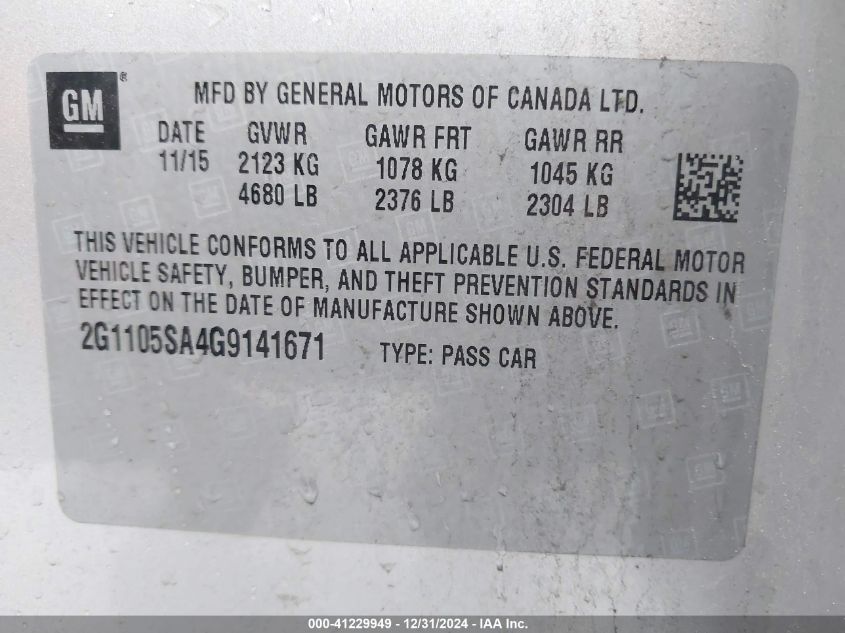 GM ®
MFD BY GENERAL MOTORS OF CANADA LTD.
DATE GVWR GAWR FRT GAWR RR
11/15 2123 KG 1078 KG 1045 KG
4680 LB 2376 LB 2304 LB
THIS VEHICLE CONFORMS TO ALL APPLICABLE U.S. FEDERAL MOTOR
VEHICLE SAFETY, BUMPER, AND THEFT PREVENTION STANDARDS IN
EFFECT ON THE DATE OF MANUFACTURE SHOWN ABOVE.
2G1105SA4G9141671 TYPE: PASS CAR
000-41229949 - 12/31/2024 - IAA Inc.